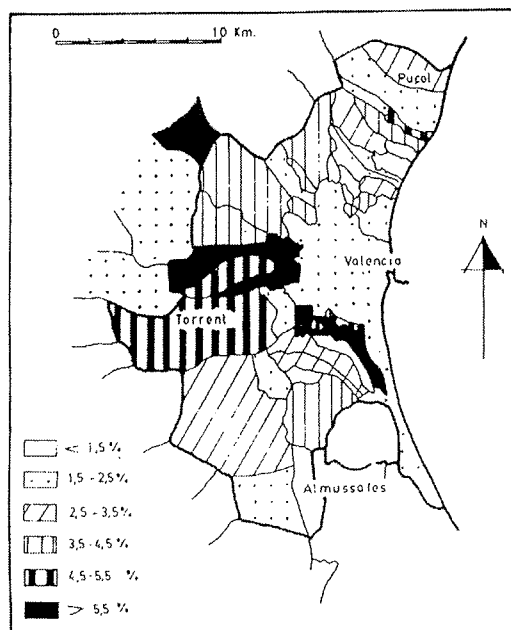 0 10 Km.
Puçol
N
Valencia
Torrent
Almussafes
< 1,5 %
1,5 - 2,5 %
2,5 - 3,5 %
3,5 - 4,5 %
4,5 - 5,5 %
> 5,5 %